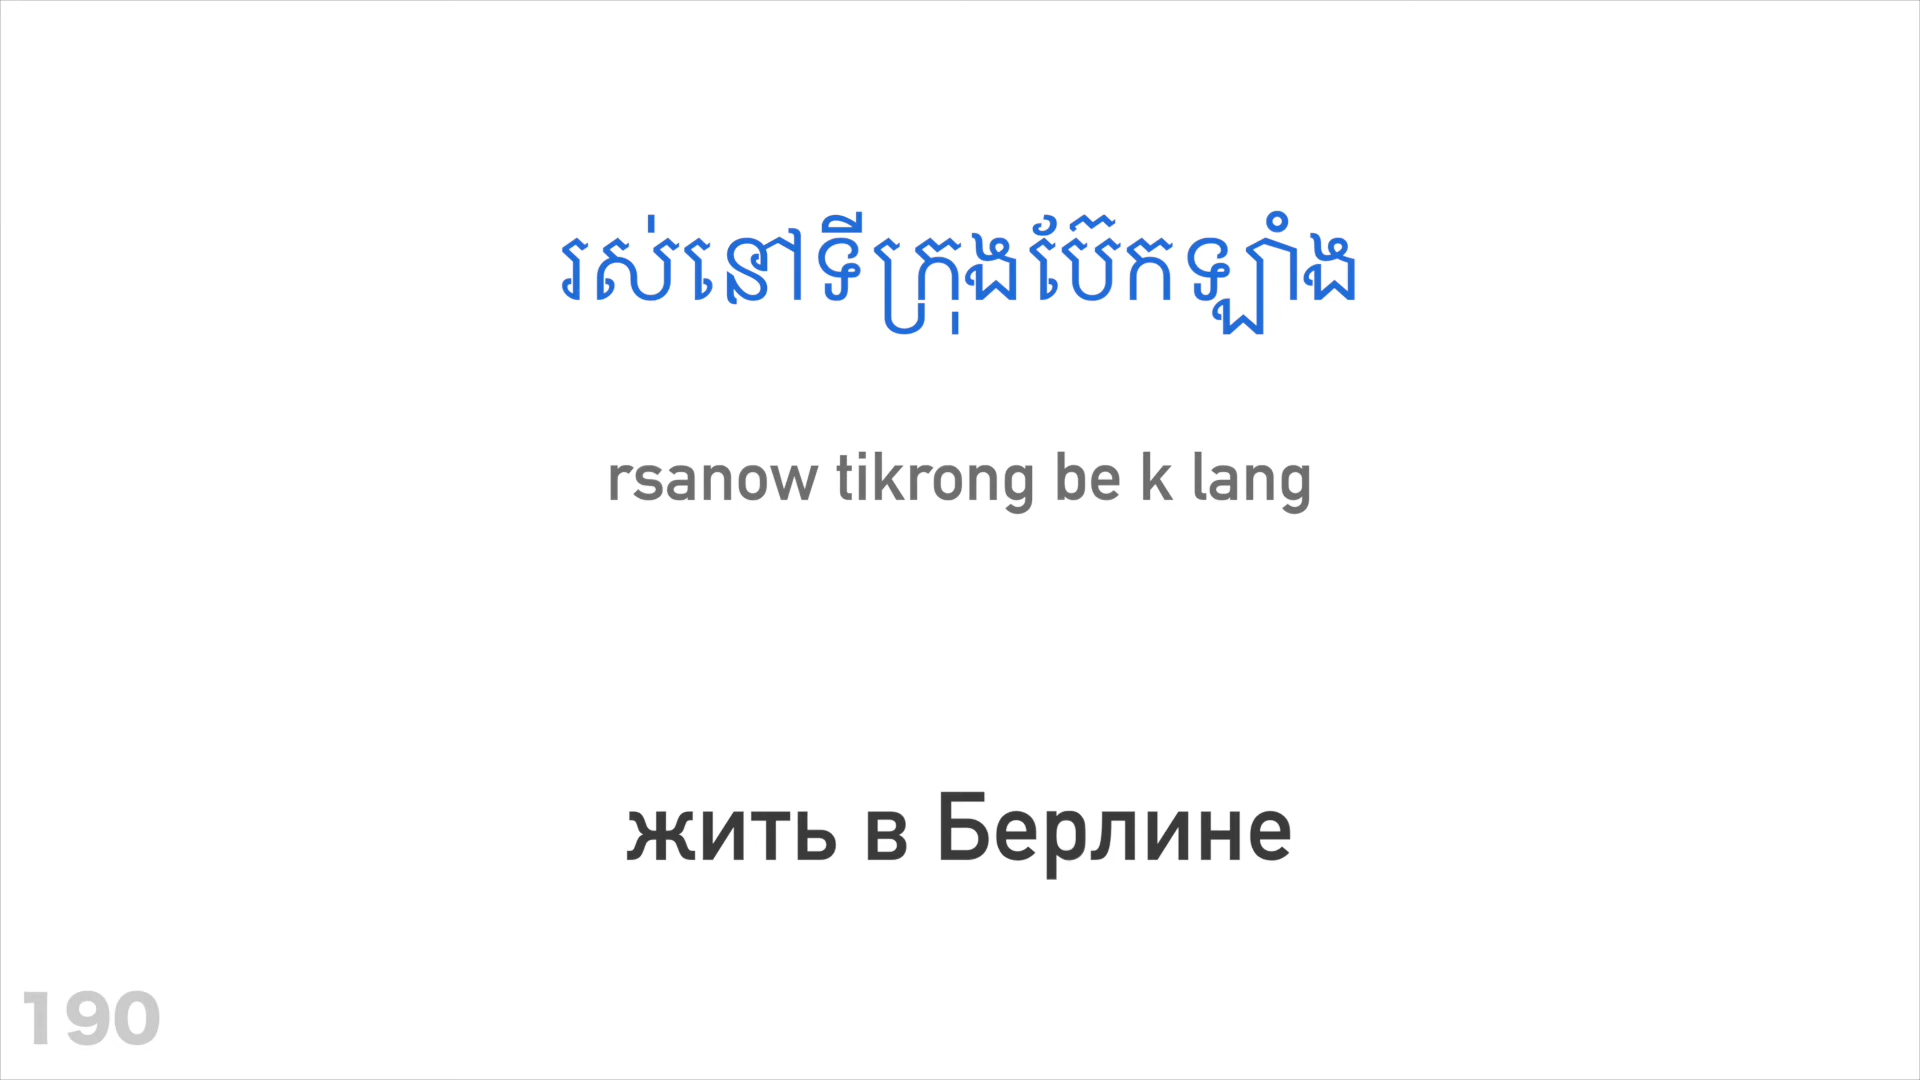 រស់នៅទីក្រុងប៊ែកឡាំង
rsanow tikrong be k lang
жить в Берлине
190